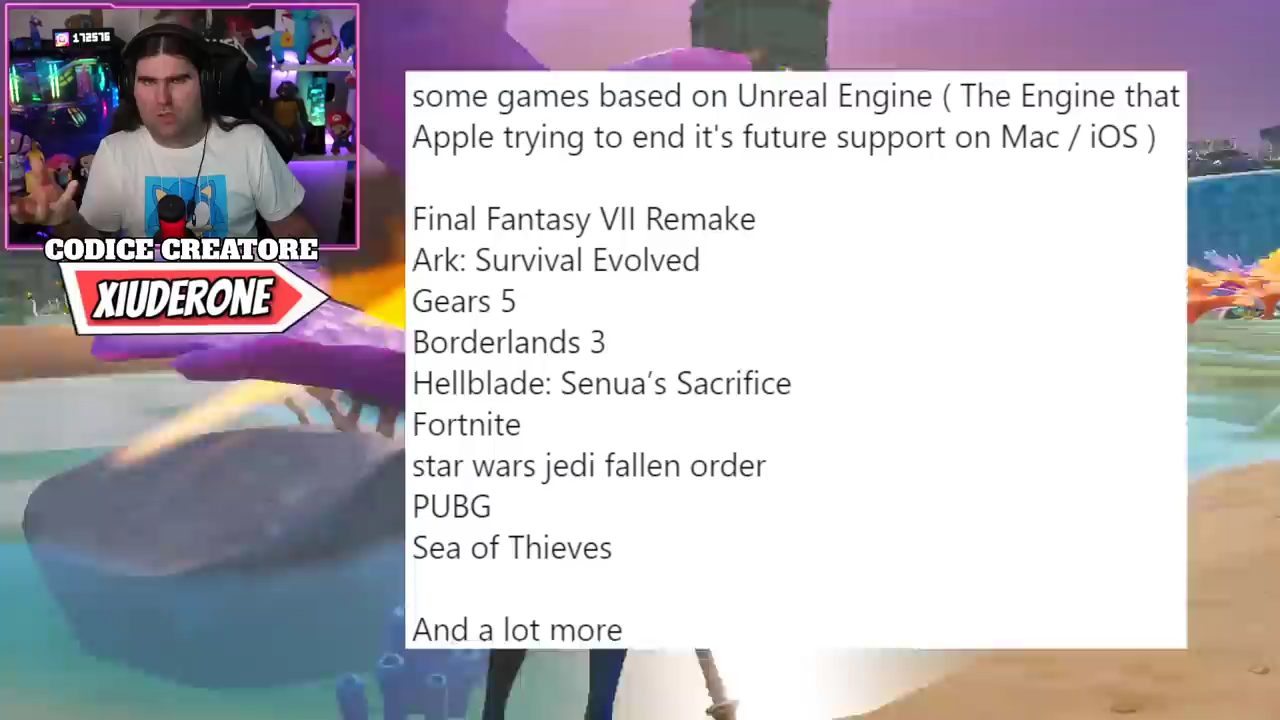 172576
CODICE CREATORE
XIUDERONE
some games based on Unreal Engine ( The Engine that
Apple trying to end it's future support on Mac / iOS )
Final Fantasy VII Remake
Ark: Survival Evolved
Gears 5
Borderlands 3
Hellblade: Senua’s Sacrifice
Fortnite
star wars jedi fallen order
PUBG
Sea of Thieves
And a lot more